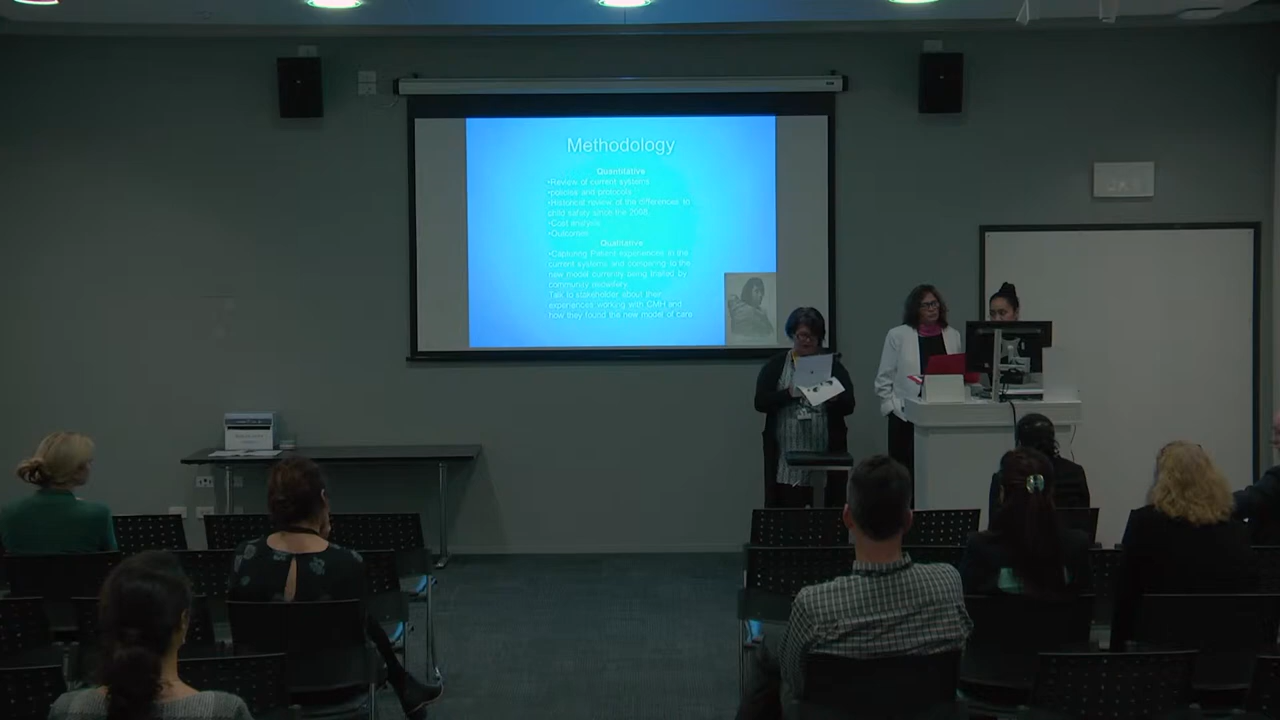 Methodology
Quantitative
•Review of current systems
•policies and protocols
•Historical review of the differences to
child safety since the 2008.
•Cost analysis
•Outcomes
Qualitative
•Capturing Patient experiences in the
current systems and comparing to the
new model currently being trialed by
community midwifery.
Talk to stakeholder about their
experiences working with CMH and
how they found the new model of care